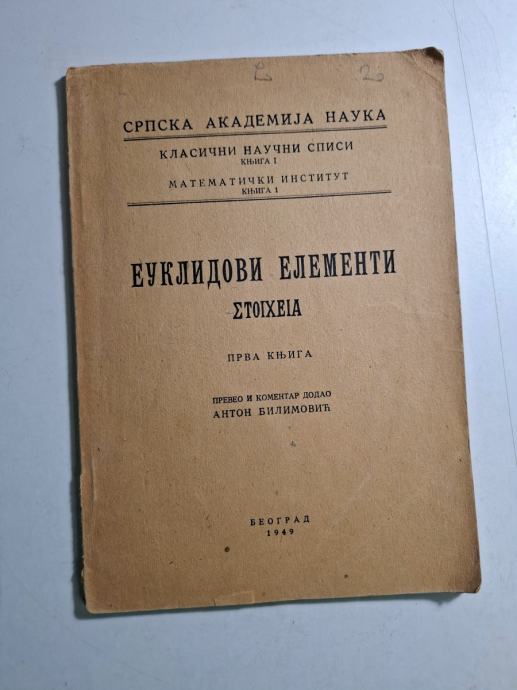 СРПСКА АКАДЕМИЈА НАУКА
КЛАСИЧНИ НАУЧНИ СПИСИ
КЊИГА I
МАТЕМАТИЧКИ ИНСТИТУТ
КЊИГА 1
ЕУКЛИДОВИ ЕЛЕМЕНТИ
ΣΤΟΙΧΕΙΑ
ПРВА КЊИГА
ПРЕВЕО И КОМЕНТАР ДОДАО
АНТОН БИЛИМОВИЋ
БЕОГРАД
1949